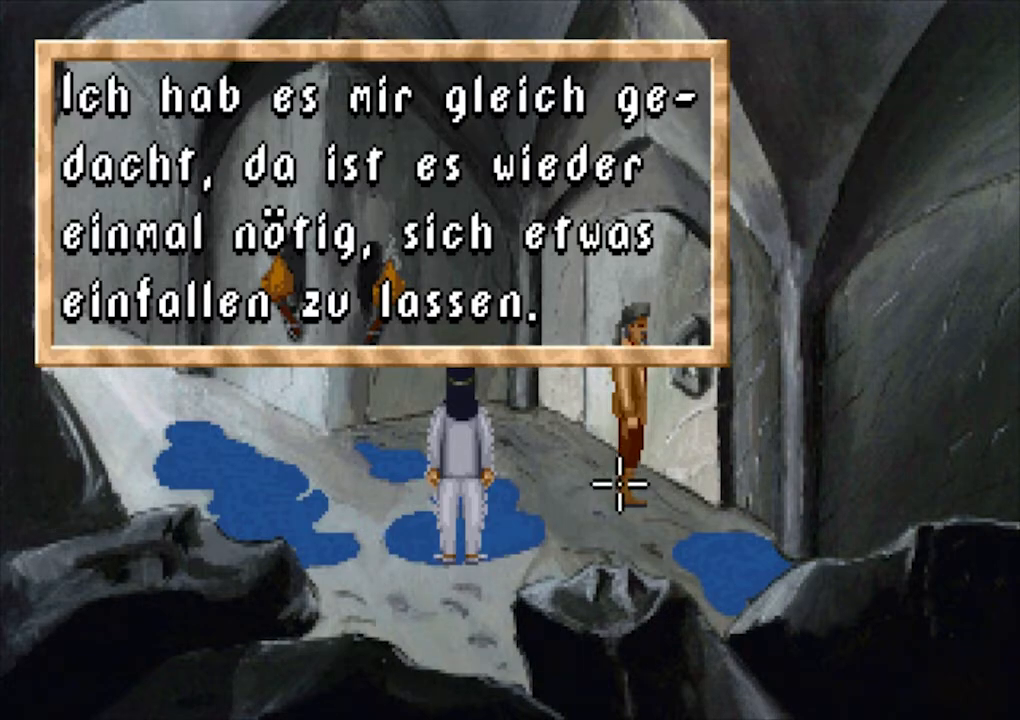 Ich hab es mir gleich ge-
dacht, da ist es wieder
einmal nötig, sich etwas
einfallen zu lassen.